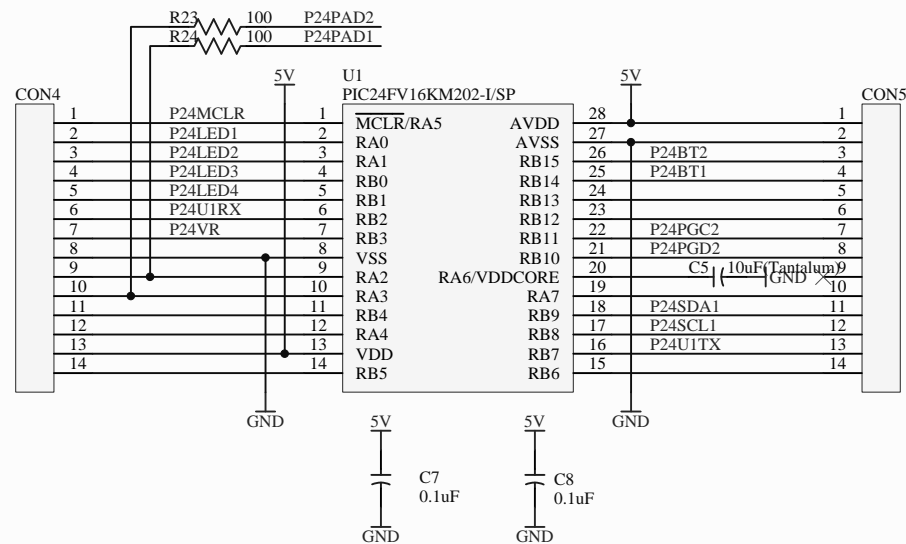 R23 100 P24PAD2
R24 100 P24PAD1
5V U1 5V
CON4 PIC24FV16KM202-I/SP CON5
1 P24MCLR 1 MCLR/RA5 AVDD 28 1
2 P24LED1 2 RA0 AVSS 27 2
3 P24LED2 3 RA1 RB15 26 P24BT2 3
4 P24LED3 4 RB0 RB14 25 P24BT1 4
5 P24LED4 5 RB1 RB13 24 5
6 P24U1RX 6 RB2 RB12 23 6
7 P24VR 7 RB3 RB11 22 P24PGC2 7
8 8 VSS RB10 21 P24PGD2 8
9 9 RA2 RA6/VDDCORE 20 C5 10uF(Tantalum) GND 9
10 10 RA3 RA7 19 10
11 11 RB4 RB9 18 P24SDA1 11
12 12 RA4 RB8 17 P24SCL1 12
13 13 VDD RB7 16 P24U1TX 13
14 14 RB5 RB6 15 14
GND GND
5V 5V
C7 C8
0.1uF 0.1uF
GND GND